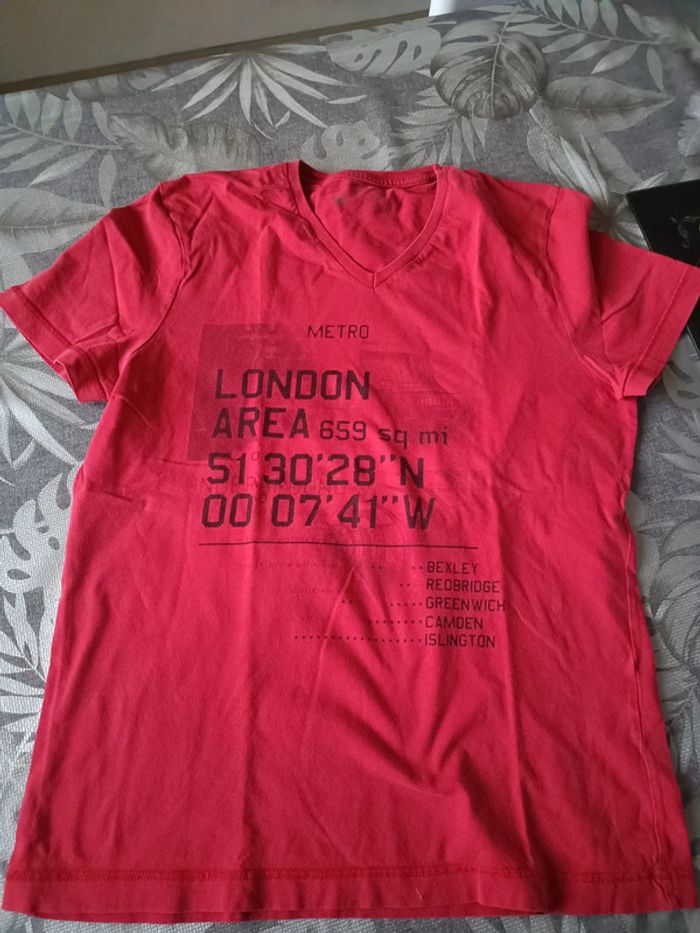 METRO
LONDON
AREA 659 sq mi
51 30'28"N
00 07'41"W
BEXLEY
REDBRIDGE
GREENWICH
CAMDEN
ISLINGTON